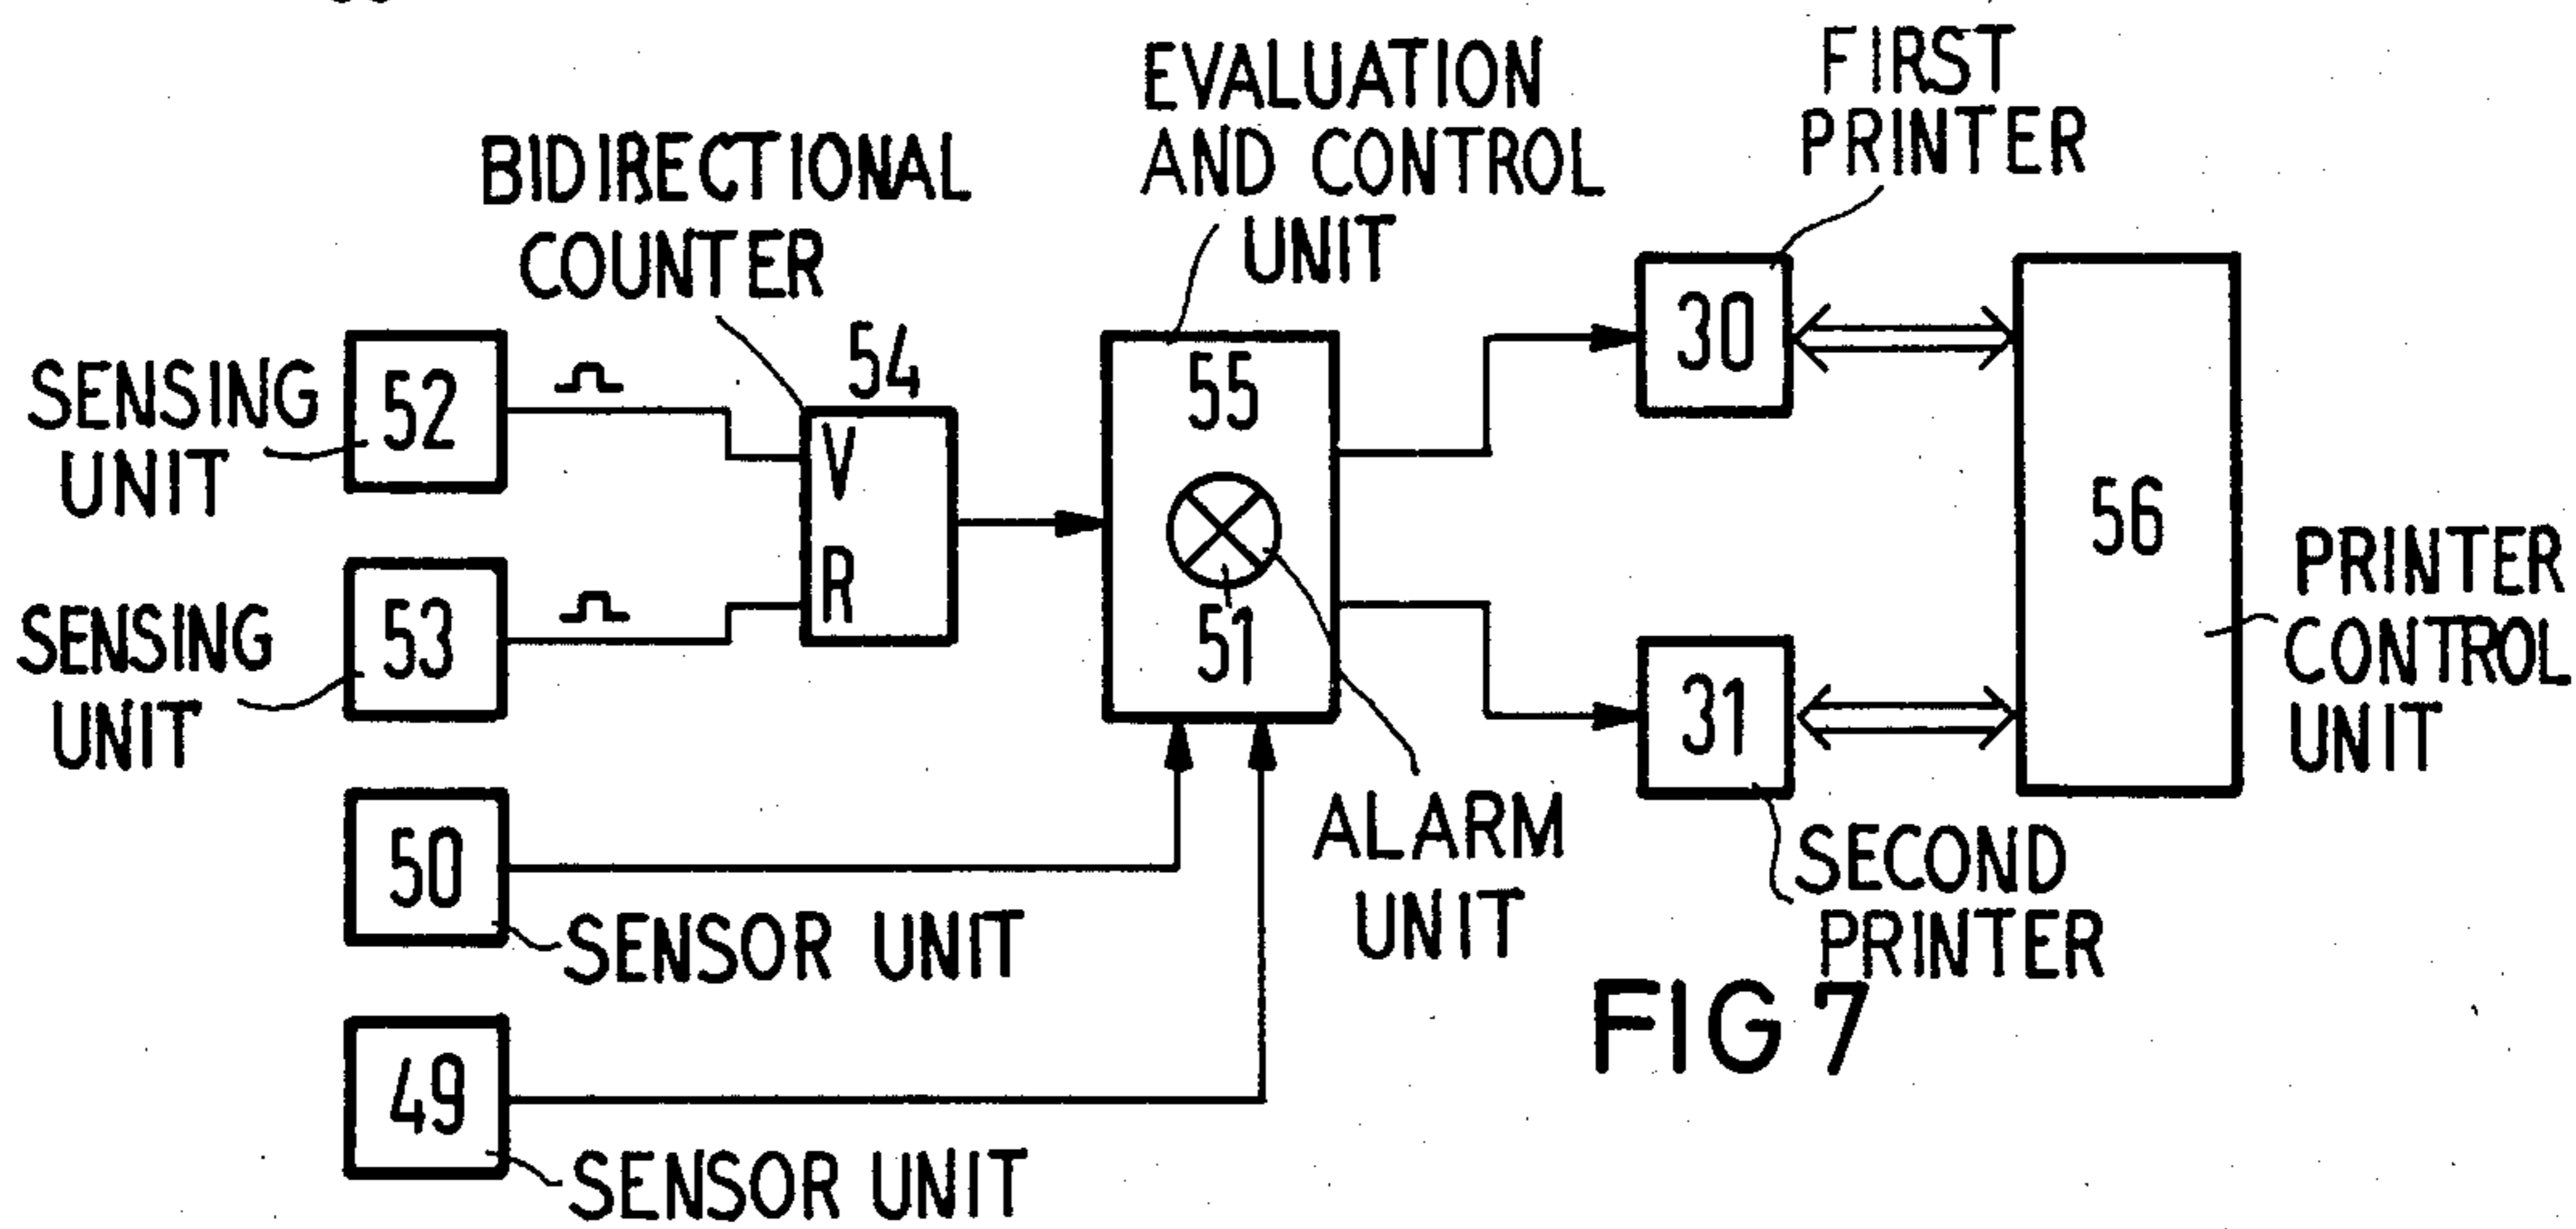 EVALUATION
AND CONTROL
UNIT
FIRST
PRINTER
BIDIRECTIONAL
COUNTER
54
SENSING
UNIT
52
V
R
55
51
30
56
PRINTER
CONTROL
UNIT
SENSING
UNIT
53
31
ALARM
UNIT
SECOND
PRINTER
50
SENSOR UNIT
49
SENSOR UNIT
FIG 7